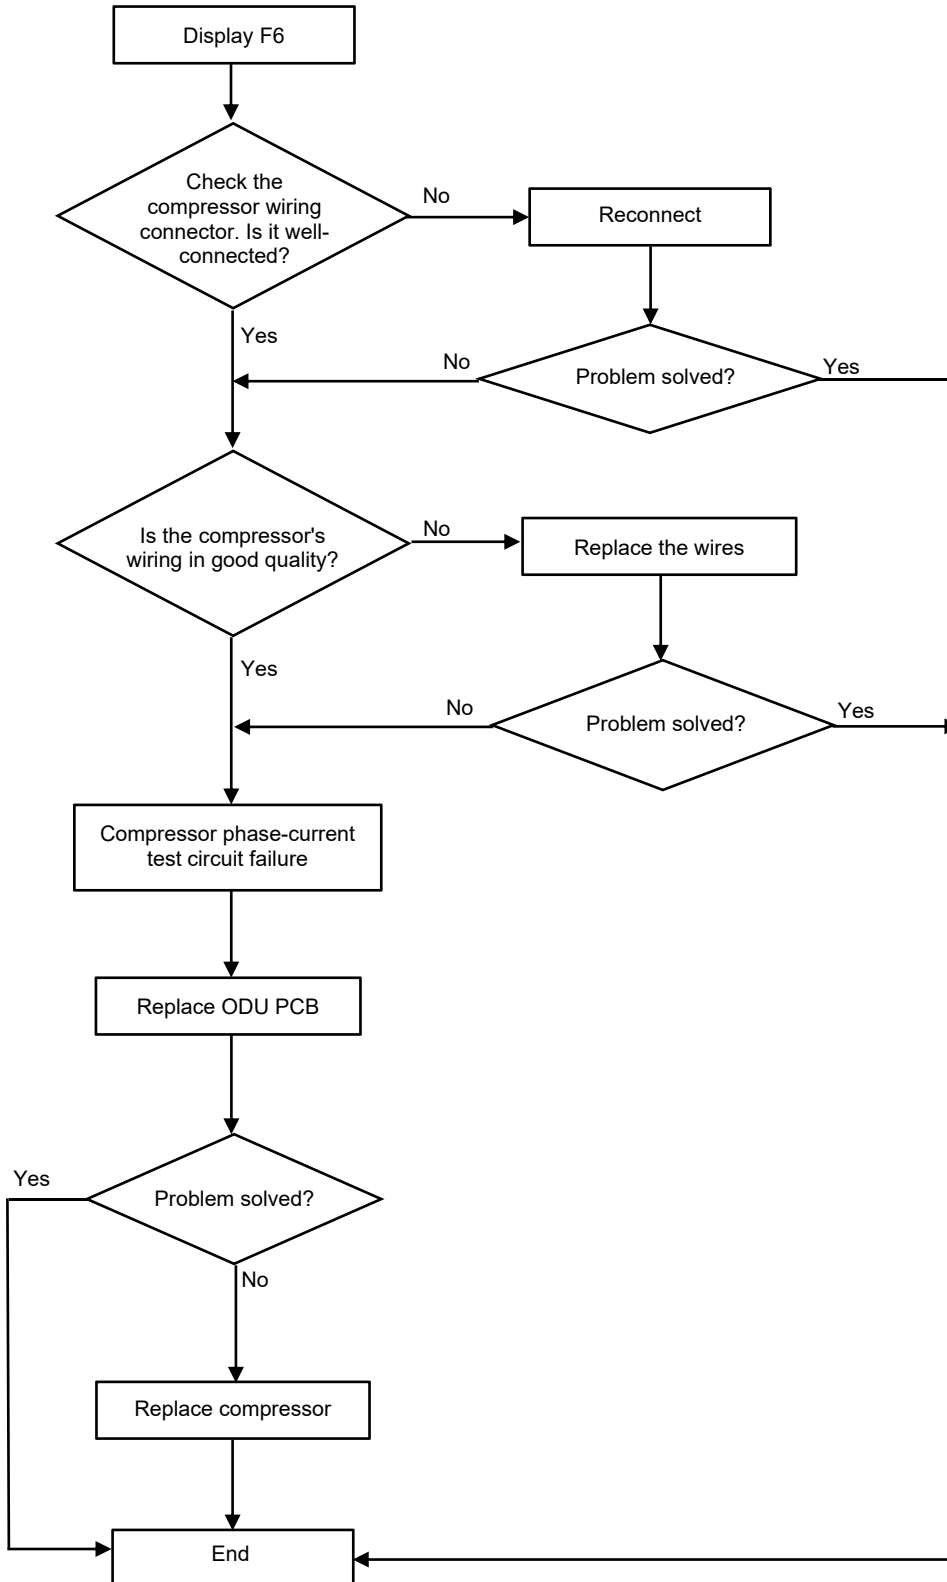 Display F6
Check the
compressor wiring
connector. Is it well-
connected?
No
Reconnect
Yes
No
Problem solved?
Yes
Is the compressor's
wiring in good quality?
No
Replace the wires
Yes
No
Problem solved?
Yes
Compressor phase-current
test circuit failure
Replace ODU PCB
Yes
Problem solved?
No
Replace compressor
End